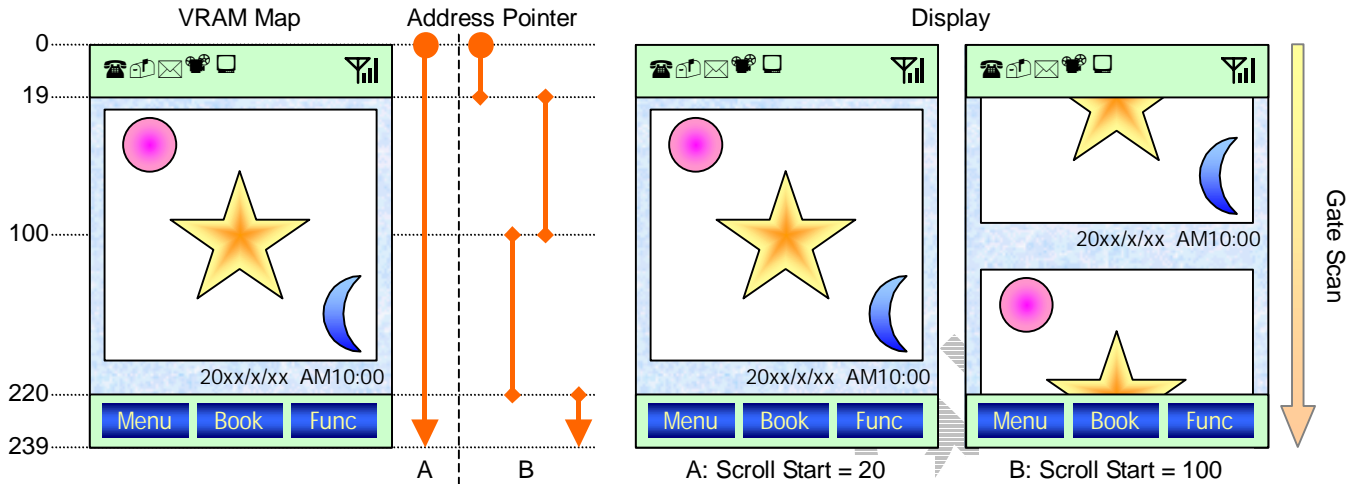 VRAM Map
Address Pointer
Display
0
19
100
220
239
20xx/x/xx AM10:00
Menu
Book
Func
A
B
20xx/x/xx AM10:00
Menu
Book
Func
A: Scroll Start = 20
20xx/x/xx AM10:00
Menu
Book
Func
B: Scroll Start = 100
Gate Scan